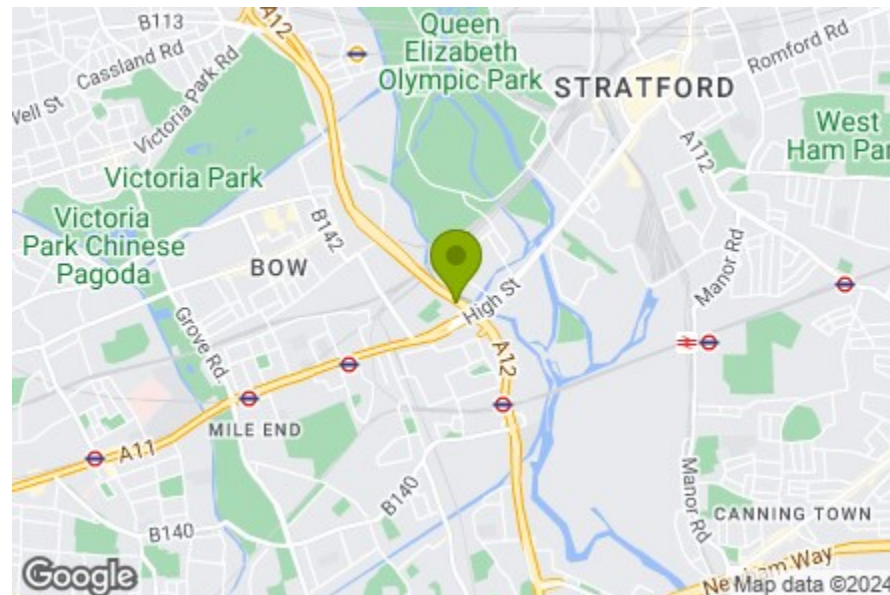 B113
A12
Cassland Rd
Victoria Park Rd
Well St
Queen
Elizabeth
Olympic Park
STRATFORD
Romford Rd
A112
West
Ham Par
Victoria Park
Victoria
Park Chinese
Pagoda
B142
BOW
Manor Rd
High St
Grove Rd
A12
MILE END
A11
B140
B140
Manor Rd
CANNING TOWN
Google
Newham Way
Map data ©2024